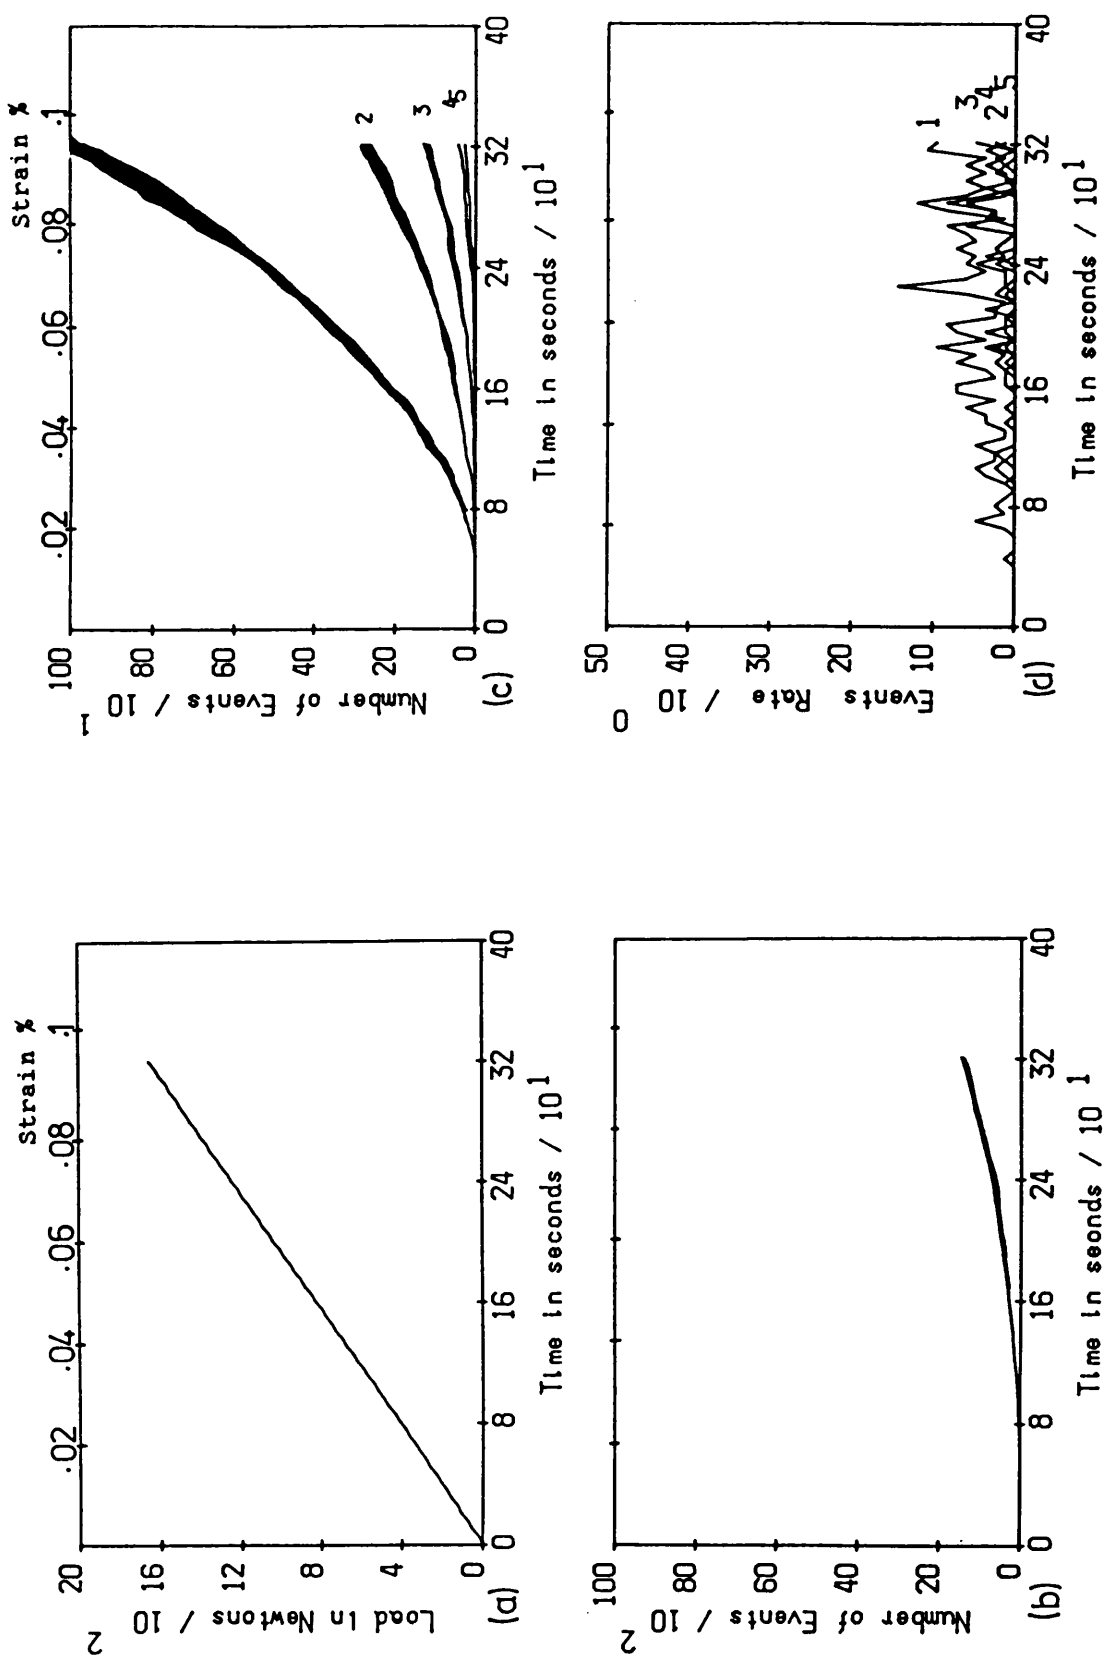 Strain %
.02 .04 .06 .08 .1
20
16
12
8
4
0
Load in Newtons / 10 2
0 8 16 24 32 40
Time in seconds / 10 1
(a)
100
80
60
40
20
0
Number of Events / 10 2
0 8 16 24 32 40
Time in seonds / 10 1
(b)
Strain %
.02 .04 .06 .08 .1
100
80
60
40
20
0
Number of Events / 10 1
2
3
4
5
0 8 16 24 32 40
Time in seconds / 10 1
(c)
50
40
30
20
10
0
Events Rate / 10 0
1
3
4
2
5
0 8 16 24 32 40
Time in seconds / 10 1
(d)